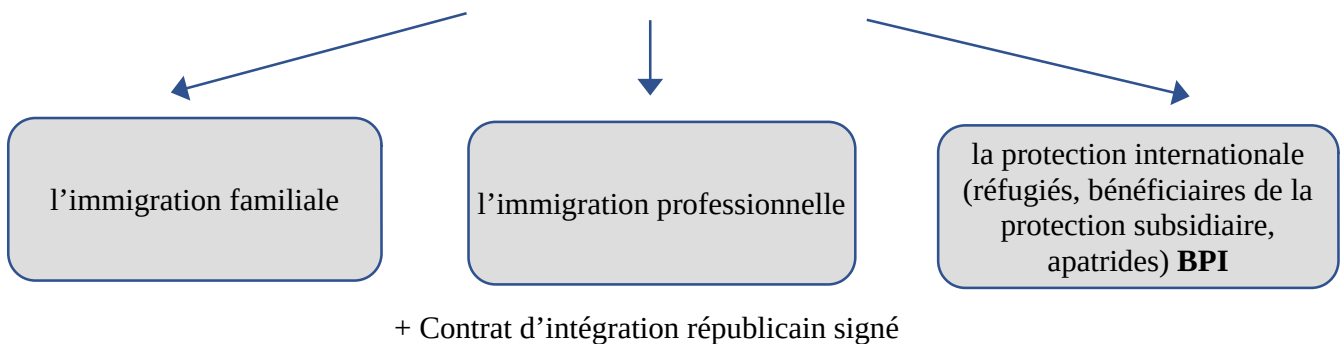 l’immigration familiale
l’immigration professionnelle
la protection internationale
(réfugiés, bénéficiaires de la
protection subsidiaire,
apatrides) BPI
+ Contrat d’intégration républicain signé